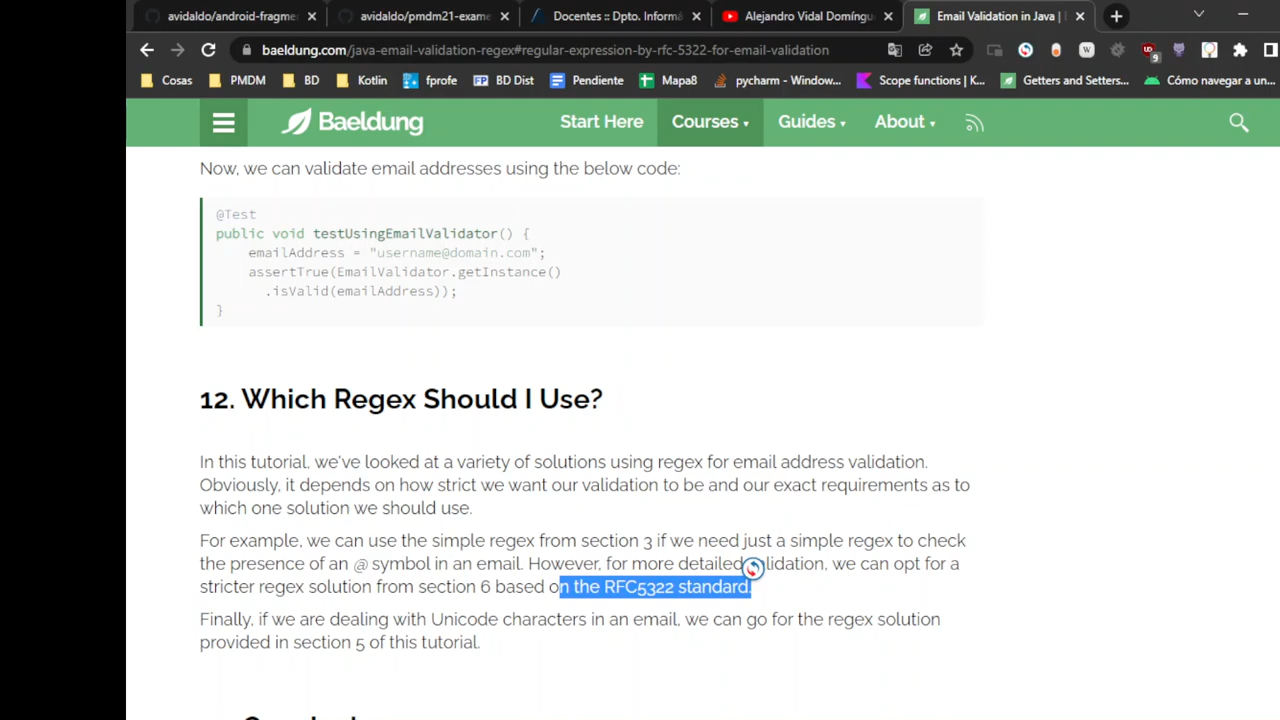 avidaldo/android-fragme
avidaldo/pmdm21-exame
Docentes :: Dpto. Informá
Alejandro Vidal Domíngu
Email Validation in Java |
baeldung.com/java-email-validation-regex#regular-expression-by-rfc-5322-for-email-validation
9
Cosas PMDM BD Kotlin fprofe BD Dist Pendiente Mapa8 pycharm - Window... Scope functions | K... Getters and Setters... Cómo navegar a un...
Baeldung Start Here Courses Guides About
Now, we can validate email addresses using the below code:
@Test
public void testUsingEmailValidator() {
emailAddress = "username@domain.com";
assertTrue(EmailValidator.getInstance()
.isValid(emailAddress));
}
12. Which Regex Should I Use?
In this tutorial, we've looked at a variety of solutions using regex for email address validation.
Obviously, it depends on how strict we want our validation to be and our exact requirements as to
which one solution we should use.
For example, we can use the simple regex from section 3 if we need just a simple regex to check
the presence of an @ symbol in an email. However, for more detailed validation, we can opt for a
stricter regex solution from section 6 based on the RFC5322 standard.
Finally, if we are dealing with Unicode characters in an email, we can go for the regex solution
provided in section 5 of this tutorial.